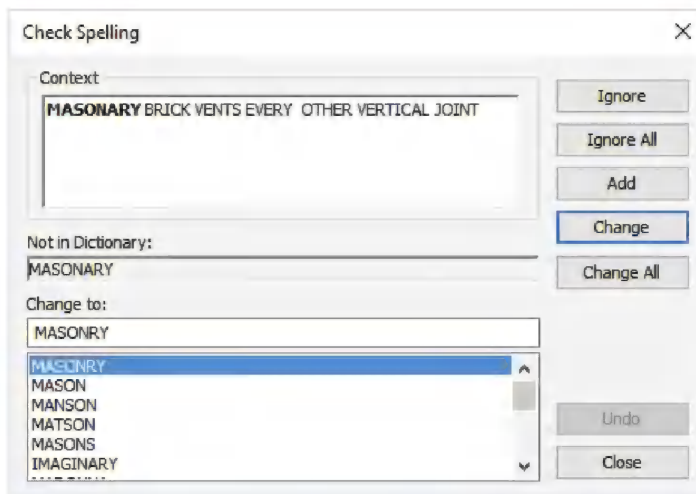 Check Spelling
Context
MASONARY BRICK VENTS EVERY  OTHER VERTICAL JOINT
Ignore
Ignore All
Add
Change
Change All
Not in Dictionary:
MASONARY
Change to:
MASONRY
MASONRY
MASON
MANSON
MATSON
MASONS
IMAGINARY
Undo
Close